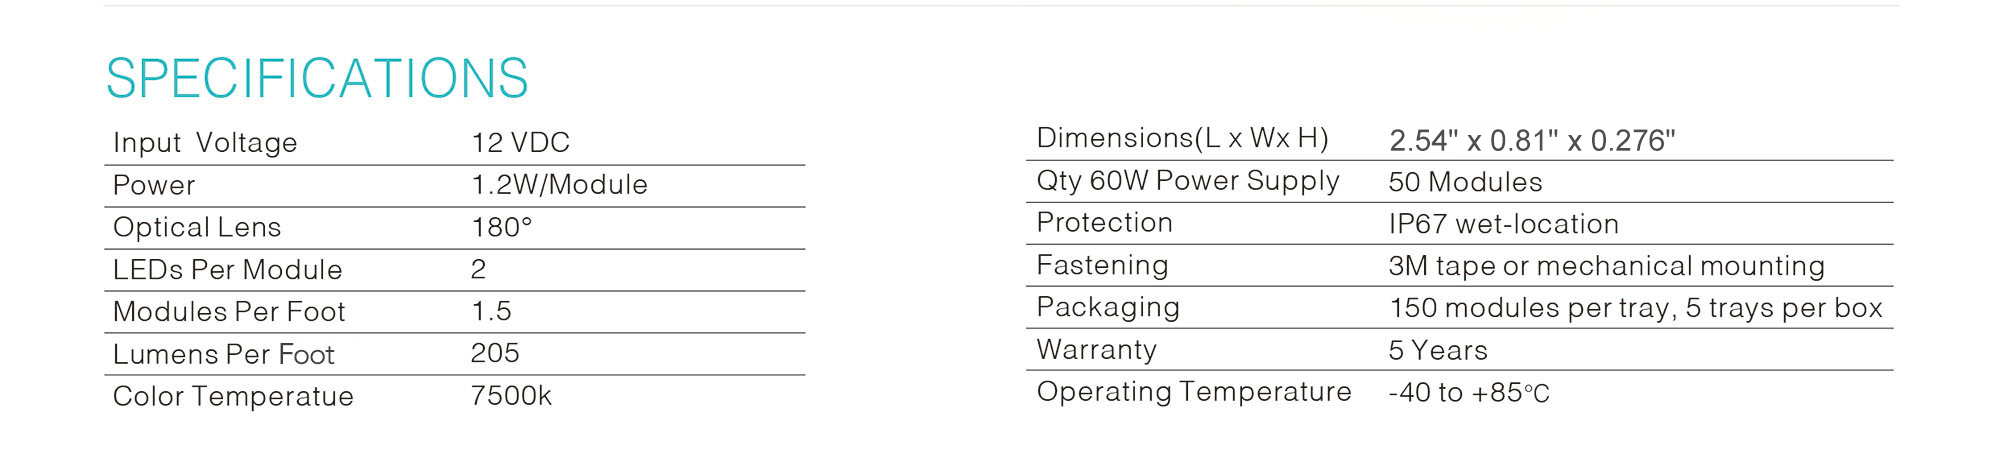 SPECIFICATIONS
Input Voltage 12 VDC
Power 1.2W/Module
Optical Lens 180°
LEDs Per Module 2
Modules Per Foot 1.5
Lumens Per Foot 205
Color Temperatue 7500k
Dimensions(L x Wx H) 2.54" x 0.81" x 0.276"
Qty 60W Power Supply 50 Modules
Protection IP67 wet-location
Fastening 3M tape or mechanical mounting
Packaging 150 modules per tray, 5 trays per box
Warranty 5 Years
Operating Temperature -40 to +85°C